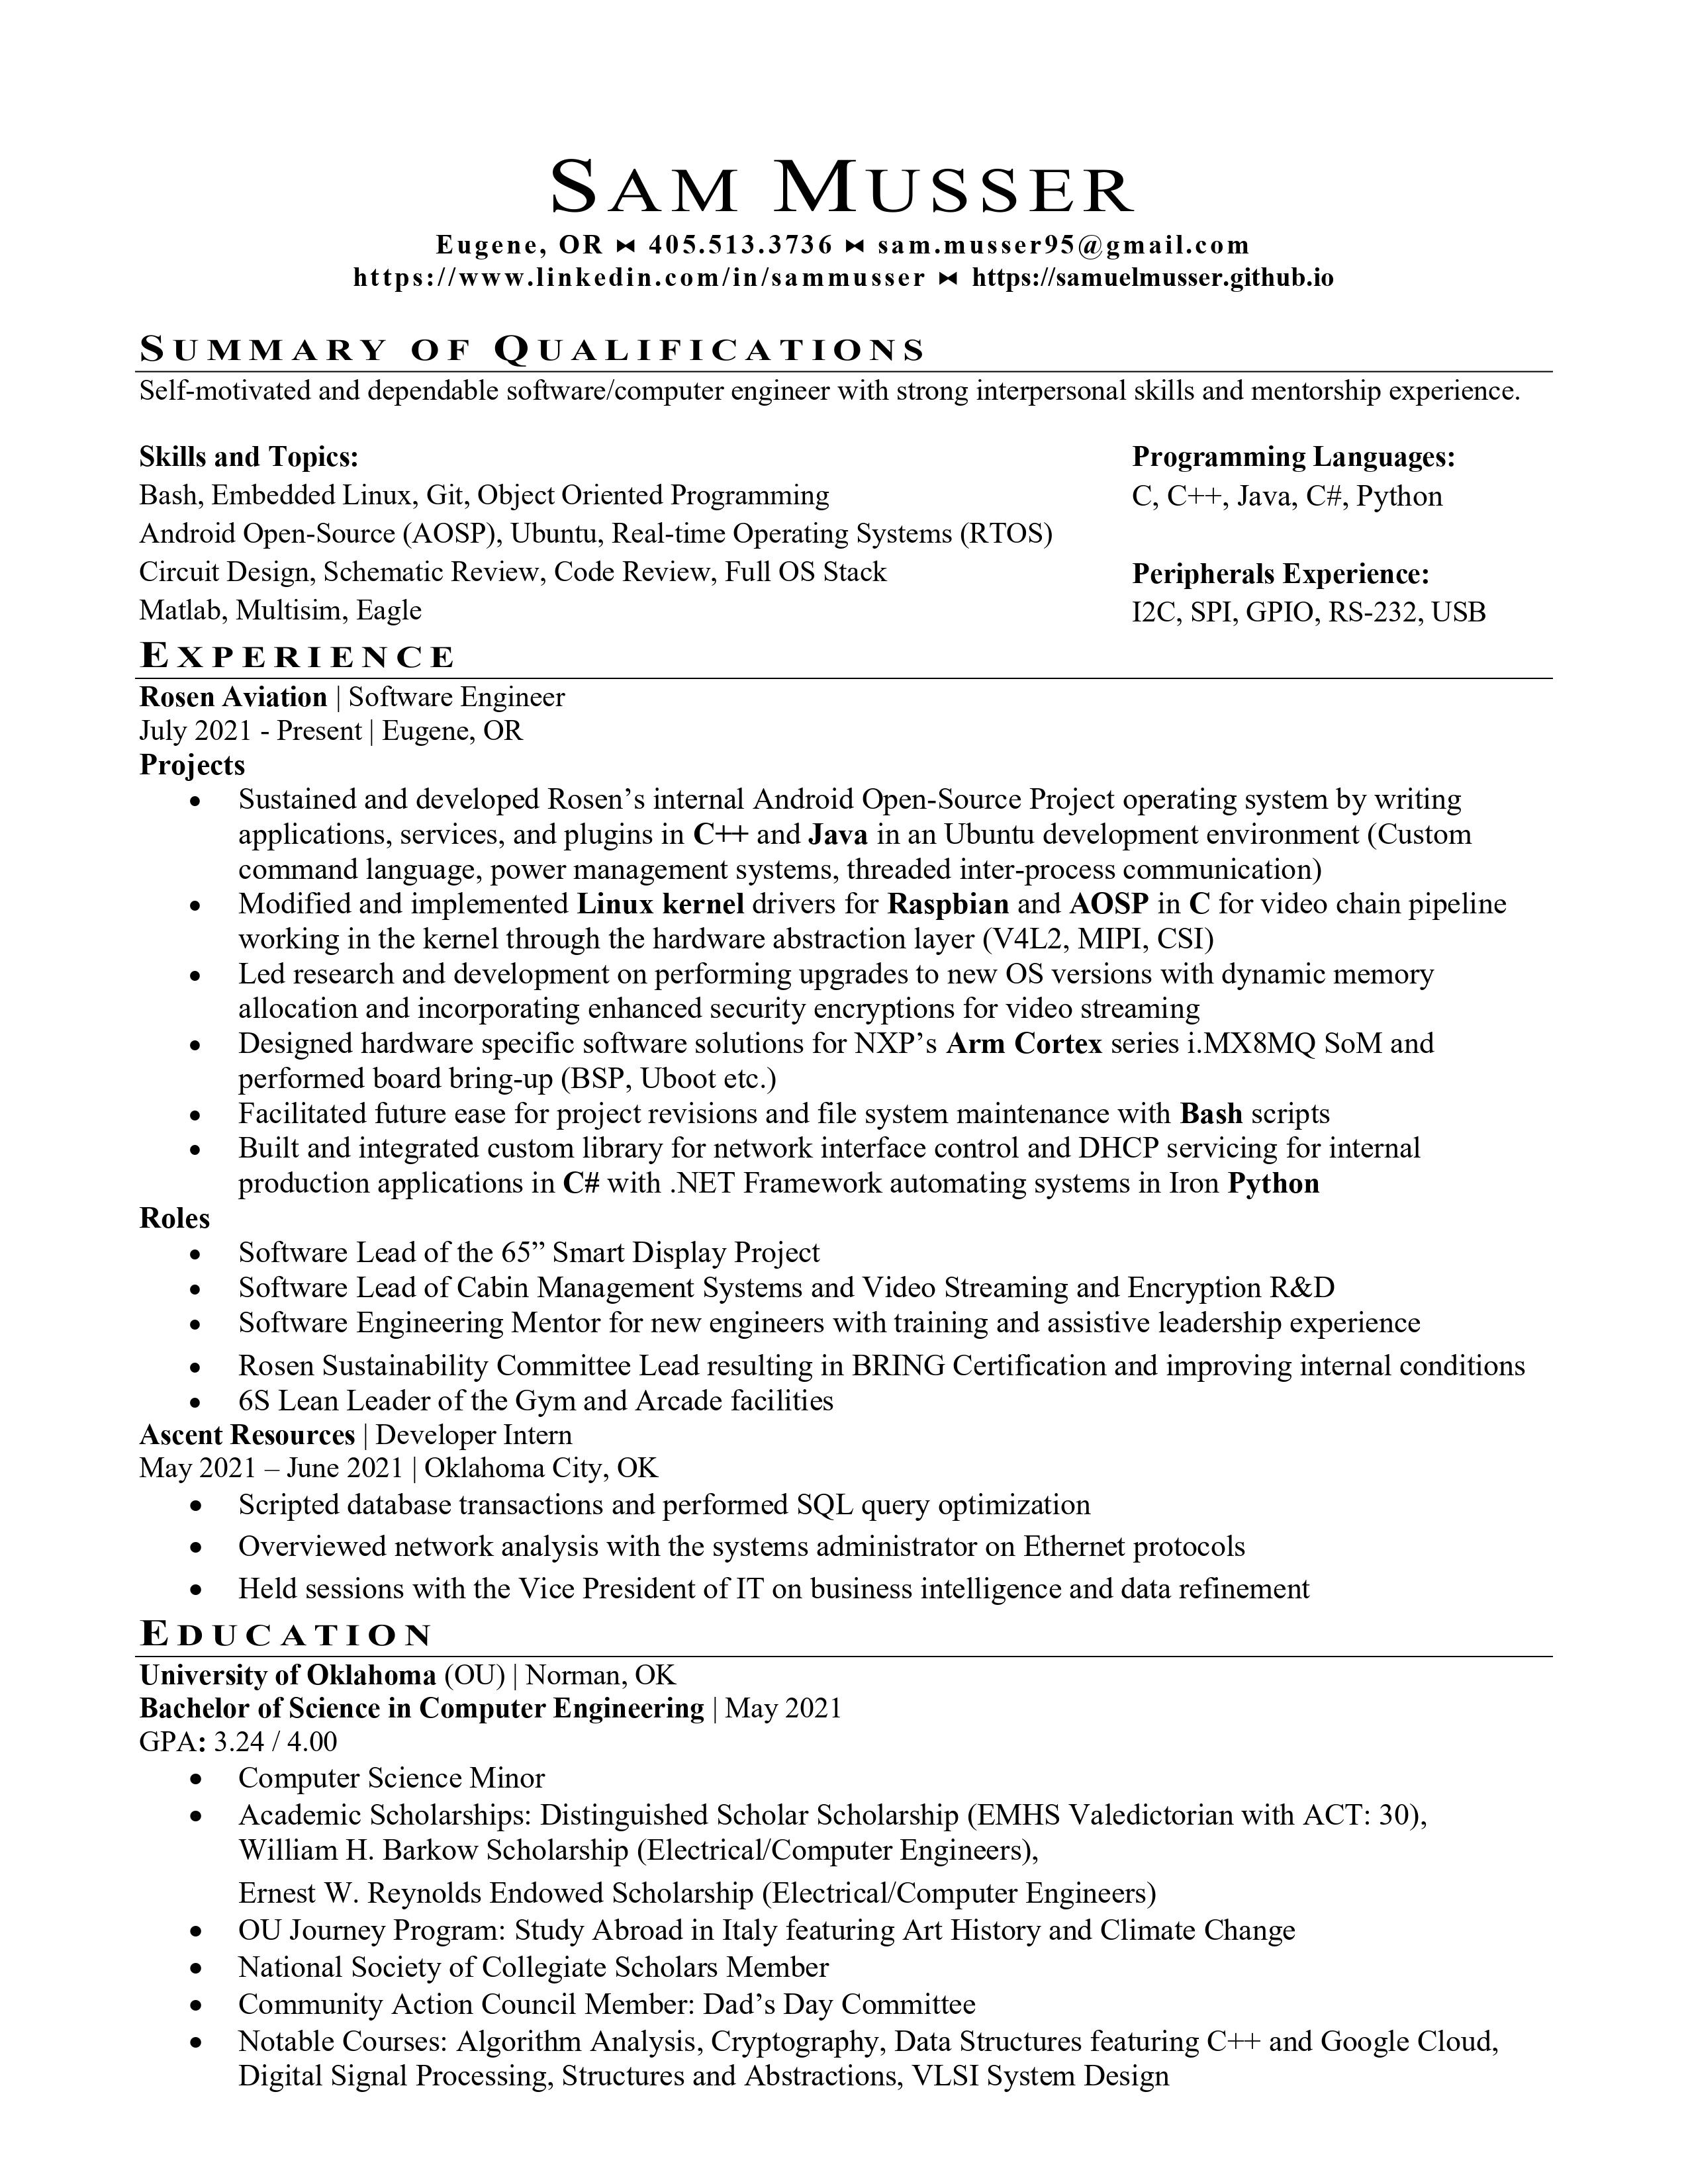 SAM MUSSER
Eugene, OR ⧓ 405.513.3736 ⧓ sam.musser95@gmail.com
https://www.linkedin.com/in/sammusser ⧓ https://samuelmusser.github.io
SUMMARY OF QUALIFICATIONS
Self-motivated and dependable software/computer engineer with strong interpersonal skills and mentorship experience.
Skills and Topics:
Bash, Embedded Linux, Git, Object Oriented Programming
Android Open-Source (AOSP), Ubuntu, Real-time Operating Systems (RTOS)
Circuit Design, Schematic Review, Code Review, Full OS Stack
Matlab, Multisim, Eagle
Programming Languages:
C, C++, Java, C#, Python
Peripherals Experience:
I2C, SPI, GPIO, RS-232, USB
EXPERIENCE
Rosen Aviation | Software Engineer
July 2021 - Present | Eugene, OR
Projects
• Sustained and developed Rosen’s internal Android Open-Source Project operating system by writing
applications, services, and plugins in C++ and Java in an Ubuntu development environment (Custom
command language, power management systems, threaded inter-process communication)
• Modified and implemented Linux kernel drivers for Raspbian and AOSP in C for video chain pipeline
working in the kernel through the hardware abstraction layer (V4L2, MIPI, CSI)
• Led research and development on performing upgrades to new OS versions with dynamic memory
allocation and incorporating enhanced security encryptions for video streaming
• Designed hardware specific software solutions for NXP’s Arm Cortex series i.MX8MQ SoM and
performed board bring-up (BSP, Uboot etc.)
• Facilitated future ease for project revisions and file system maintenance with Bash scripts
• Built and integrated custom library for network interface control and DHCP servicing for internal
production applications in C# with .NET Framework automating systems in Iron Python
Roles
• Software Lead of the 65” Smart Display Project
• Software Lead of Cabin Management Systems and Video Streaming and Encryption R&D
• Software Engineering Mentor for new engineers with training and assistive leadership experience
• Rosen Sustainability Committee Lead resulting in BRING Certification and improving internal conditions
• 6S Lean Leader of the Gym and Arcade facilities
Ascent Resources | Developer Intern
May 2021 – June 2021 | Oklahoma City, OK
• Scripted database transactions and performed SQL query optimization
• Overviewed network analysis with the systems administrator on Ethernet protocols
• Held sessions with the Vice President of IT on business intelligence and data refinement
EDUCATION
University of Oklahoma (OU) | Norman, OK
Bachelor of Science in Computer Engineering | May 2021
GPA: 3.24 / 4.00
• Computer Science Minor
• Academic Scholarships: Distinguished Scholar Scholarship (EMHS Valedictorian with ACT: 30),
William H. Barkow Scholarship (Electrical/Computer Engineers),
Ernest W. Reynolds Endowed Scholarship (Electrical/Computer Engineers)
• OU Journey Program: Study Abroad in Italy featuring Art History and Climate Change
• National Society of Collegiate Scholars Member
• Community Action Council Member: Dad’s Day Committee
• Notable Courses: Algorithm Analysis, Cryptography, Data Structures featuring C++ and Google Cloud,
Digital Signal Processing, Structures and Abstractions, VLSI System Design